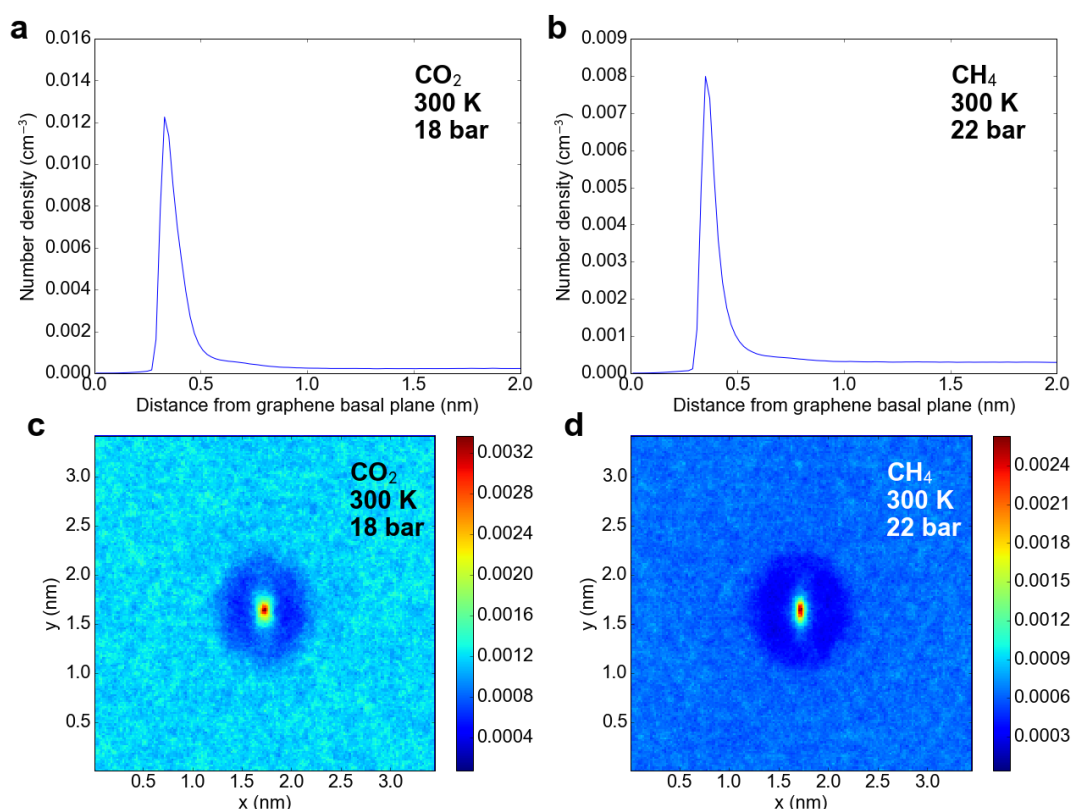 a
Number density (cm⁻³)
0.016
0.014
0.012
0.010
0.008
0.006
0.004
0.002
0.000
CO₂
300 K
18 bar
0.0 0.5 1.0 1.5 2.0
Distance from graphene basal plane (nm)
b
Number density (cm⁻³)
0.009
0.008
0.007
0.006
0.005
0.004
0.003
0.002
0.001
0.000
CH₄
300 K
22 bar
0.0 0.5 1.0 1.5 2.0
Distance from graphene basal plane (nm)
c
y (nm)
3.0
2.5
2.0
1.5
1.0
0.5
CO₂
300 K
18 bar
0.5 1.0 1.5 2.0 2.5 3.0
x (nm)
0.0032
0.0028
0.0024
0.0020
0.0016
0.0012
0.0008
0.0004
d
y (nm)
3.0
2.5
2.0
1.5
1.0
0.5
CH₄
300 K
22 bar
0.5 1.0 1.5 2.0 2.5 3.0
x (nm)
0.0024
0.0021
0.0018
0.0015
0.0012
0.0009
0.0006
0.0003